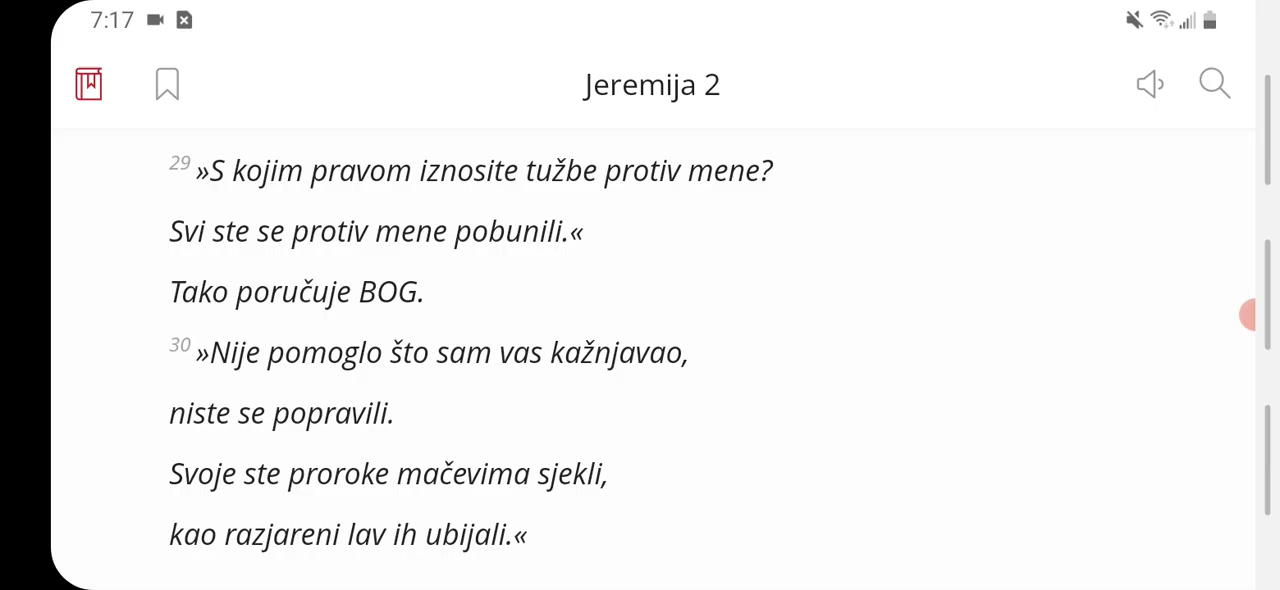 7:17
Jeremija 2
29 »S kojim pravom iznosite tužbe protiv mene?
Svi ste se protiv mene pobunili.«
Tako poručuje BOG.
30 »Nije pomoglo što sam vas kažnjavao,
niste se popravili.
Svoje ste proroke mačevima sjekli,
kao razjareni lav ih ubijali.«